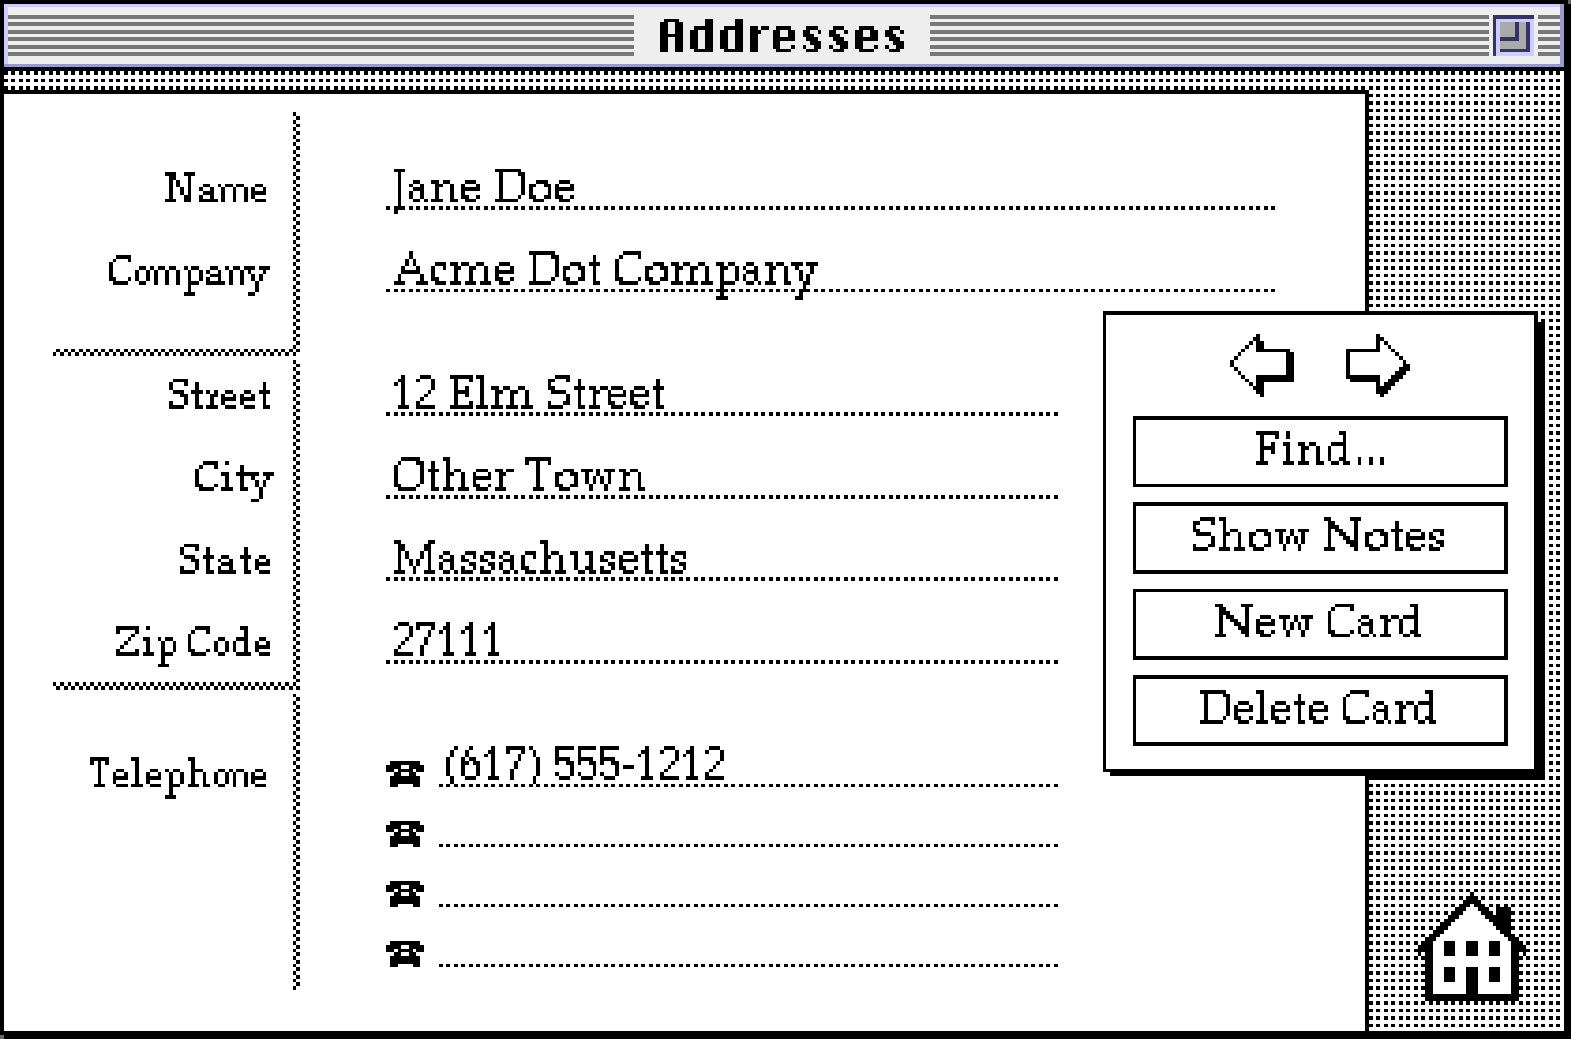 Addresses
Name Jane Doe
Company Acme Dot Company
Street 12 Elm Street
City Other Town
State Massachusetts
Zip Code 27111
Telephone (617) 555-1212
Find...
Show Notes
New Card
Delete Card